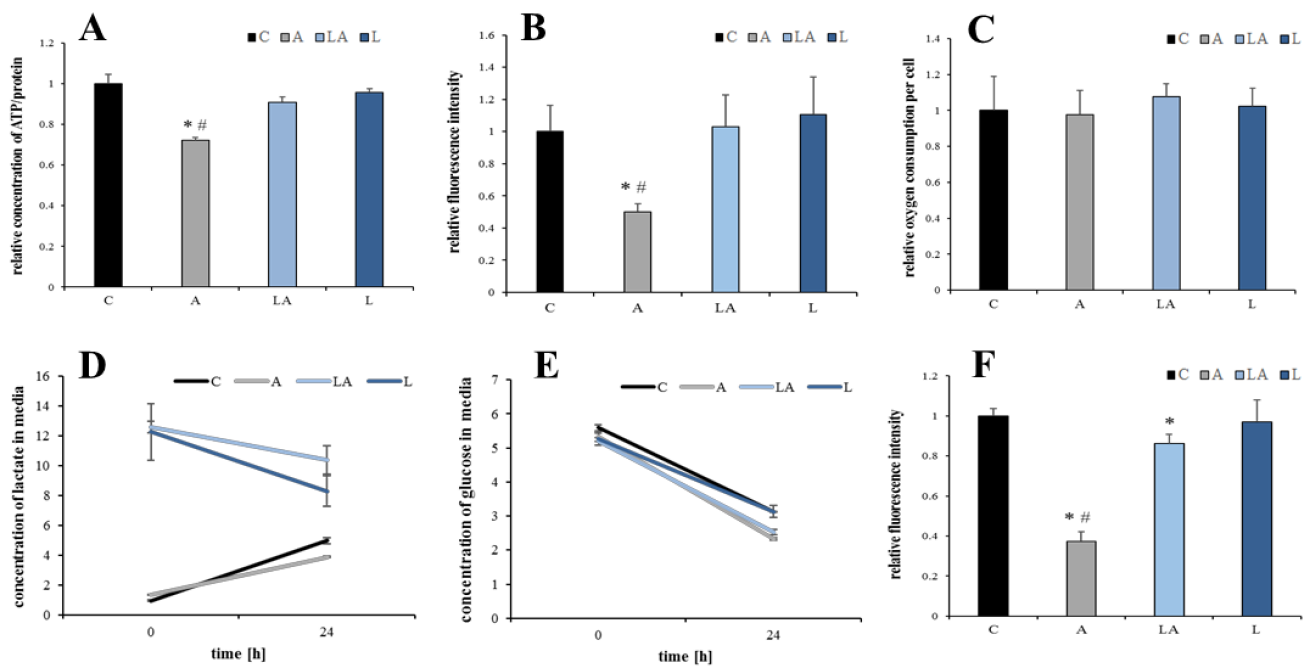 A
C A LA L
relative concentration of ATP/protein
1.2
1
0.8
0.6
0.4
0.2
0
* #
C A LA L
B
C A LA L
relative fluorescence intensity
1.6
1.4
1.2
1
0.8
0.6
0.4
0.2
0
* #
C A LA L
C
C A LA L
relative oxygen consumption per cell
1.4
1.2
1
0.8
0.6
0.4
0.2
0
C A LA L
D
C A LA L
concentration of lactate in media
16
14
12
10
8
6
4
2
0
0 24
time [h]
E
C A LA L
concentration of glucose in media
7
6
5
4
3
2
1
0
0 24
time [h]
F
C A LA L
relative fluorescence intensity
1.2
1
0.8
0.6
0.4
0.2
0
* #
*
C A LA L